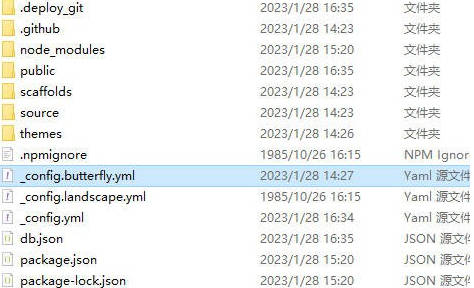 .deploy_git 2023/1/28 16:35 文件夹
.github 2023/1/28 14:23 文件夹
node_modules 2023/1/28 15:20 文件夹
public 2023/1/28 16:35 文件夹
scaffolds 2023/1/28 14:23 文件夹
source 2023/1/28 14:23 文件夹
themes 2023/1/28 14:26 文件夹
.npmignore 1985/10/26 16:15 NPM Ignor
_config.butterfly.yml 2023/1/28 14:27 Yaml 源文件
_config.landscape.yml 1985/10/26 16:15 Yaml 源文件
_config.yml 2023/1/28 16:34 Yaml 源文件
db.json 2023/1/28 16:35 JSON 源文件
package.json 2023/1/28 15:20 JSON 源文件
package-lock.json 2023/1/28 15:20 JSON 源文件